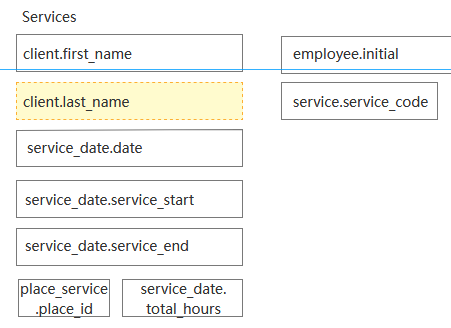 Services
client.first_name
employee.initial
client.last_name
service.service_code
service_date.date
service_date.service_start
service_date.service_end
place_service
.place_id
service_date.
total_hours